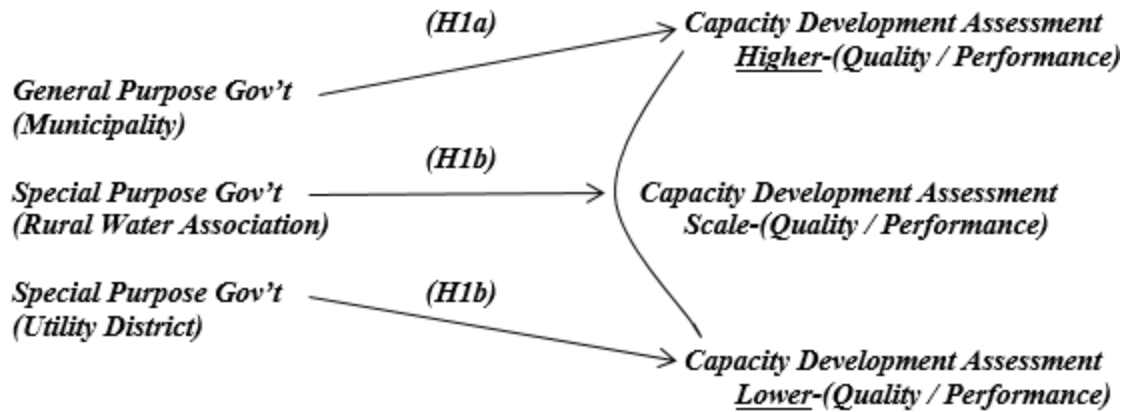 (H1a)
Capacity Development Assessment
Higher-(Quality / Performance)
General Purpose Gov't
(Municipality)
(H1b)
Special Purpose Gov't
(Rural Water Association)
Capacity Development Assessment
Scale-(Quality / Performance)
Special Purpose Gov't
(Utility District)
(H1b)
Capacity Development Assessment
Lower-(Quality / Performance)